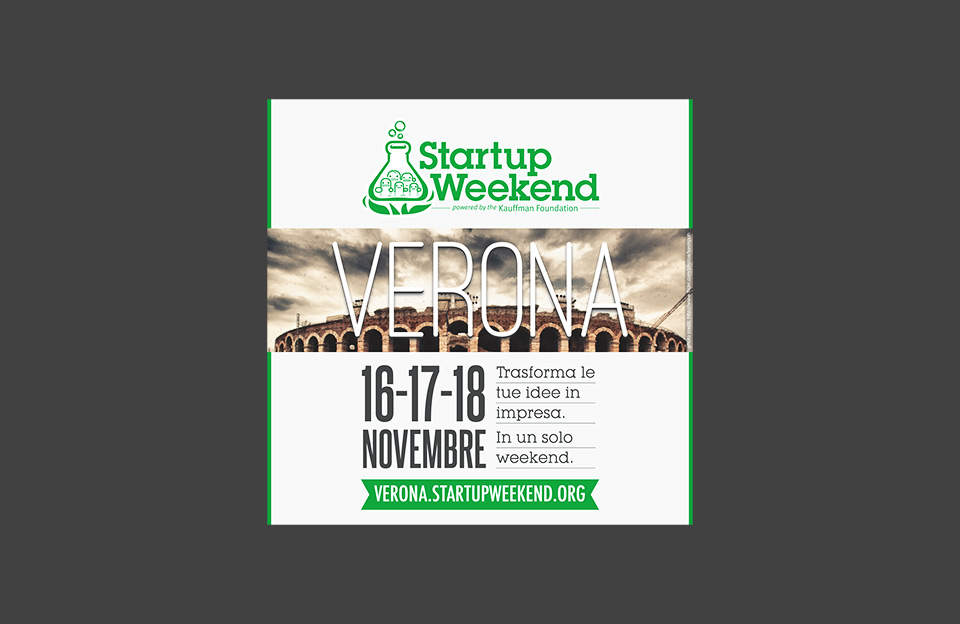 Startup
Weekend
powered by the Kauffman Foundation
VERONA
16-17-18
NOVEMBRE
Trasforma le
tue idee in
impresa.
In un solo
weekend.
VERONA.STARTUPWEEKEND.ORG